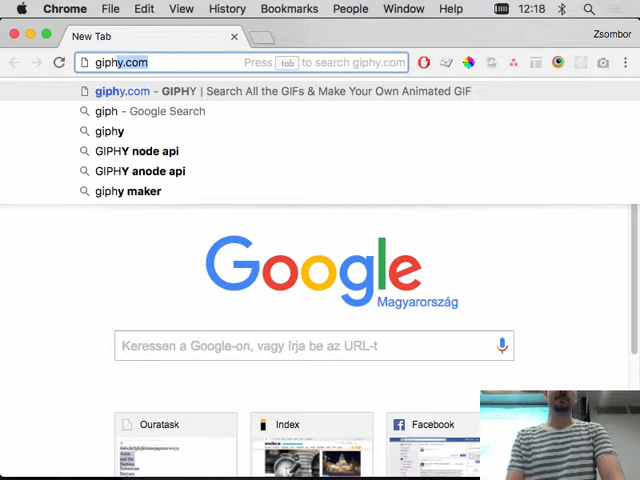 Chrome File Edit View History Bookmarks People Window Help 12:18
New Tab
Zsombor
giphy.com
Press tab to search giphy.com
giphy.com - GIPHY | Search All the GIFs & Make Your Own Animated GIF
giph - Google Search
giphy
GIPHY node api
GIPHY anode api
giphy maker
Google
Magyarország
Keressen a Google-on, vagy írja be az URL-t
Ouratask
Index
Facebook